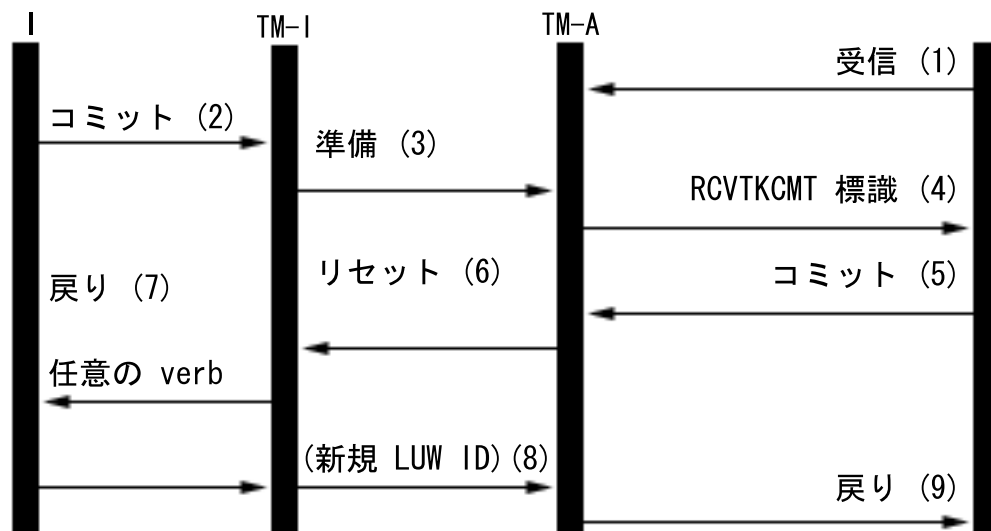 I
TM-I
TM-A
受信 (1)
コミット (2)
準備 (3)
RCVTKCMT 標識 (4)
リセット (6)
コミット (5)
戻り (7)
任意の verb
(新規 LUW ID) (8)
戻り (9)